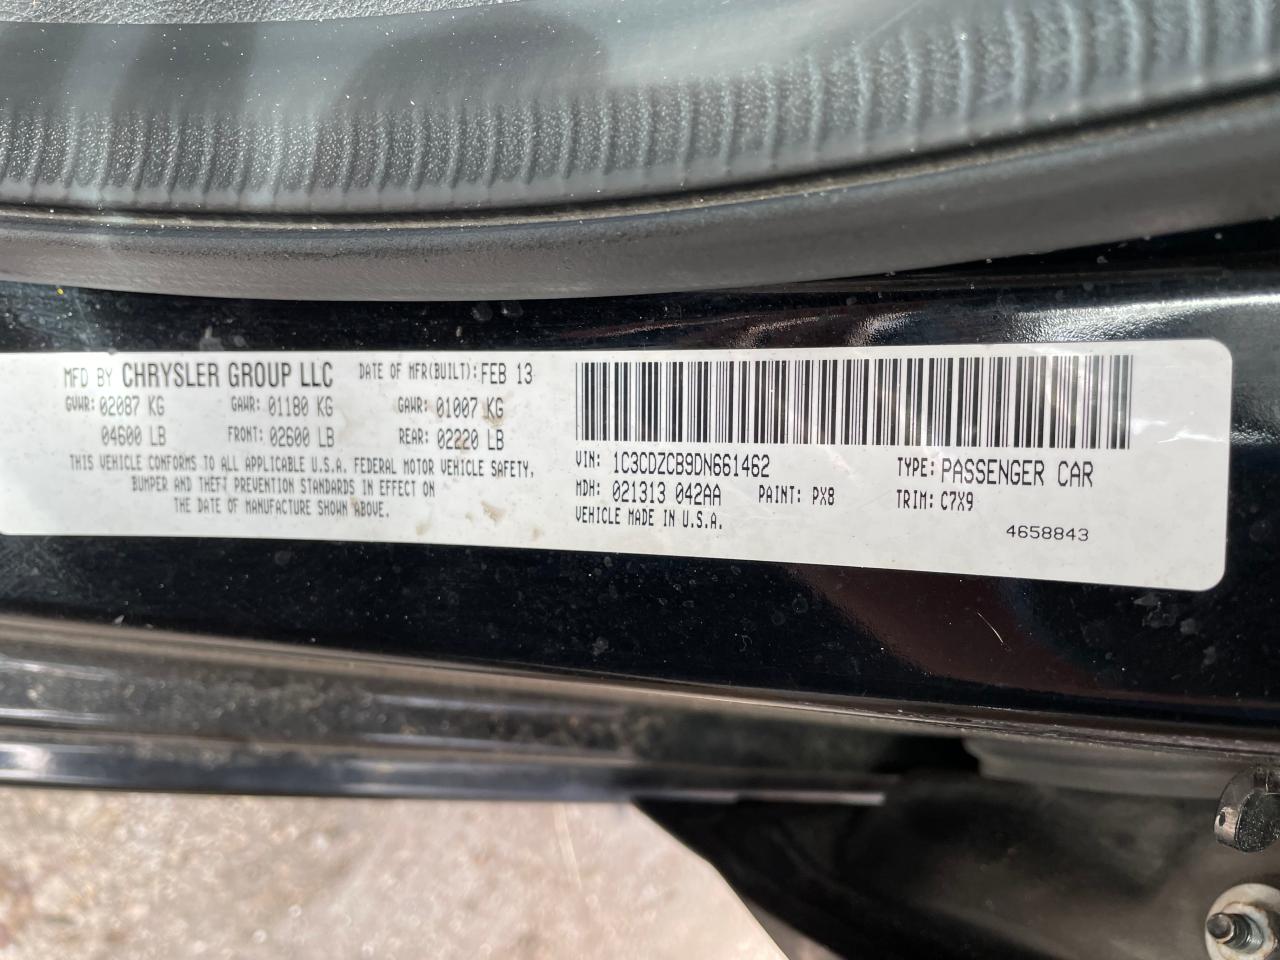 MFD BY CHRYSLER GROUP LLC DATE OF MFR(BUILT): FEB 13
GVWR: 02087 KG GAWR: 01180 KG GAWR: 01007 KG
04600 LB FRONT: 02600 LB REAR: 02220 LB
THIS VEHICLE CONFORMS TO ALL APPLICABLE U.S.A. FEDERAL MOTOR VEHICLE SAFETY,
BUMPER AND THEFT PREVENTION STANDARDS IN EFFECT ON
THE DATE OF MANUFACTURE SHOWN ABOVE.
VIN: 1C3CDZCB9DN661462 TYPE: PASSENGER CAR
MDH: 021313 042AA PAINT: PX8 TRIM: C7X9
VEHICLE MADE IN U.S.A.
4658843